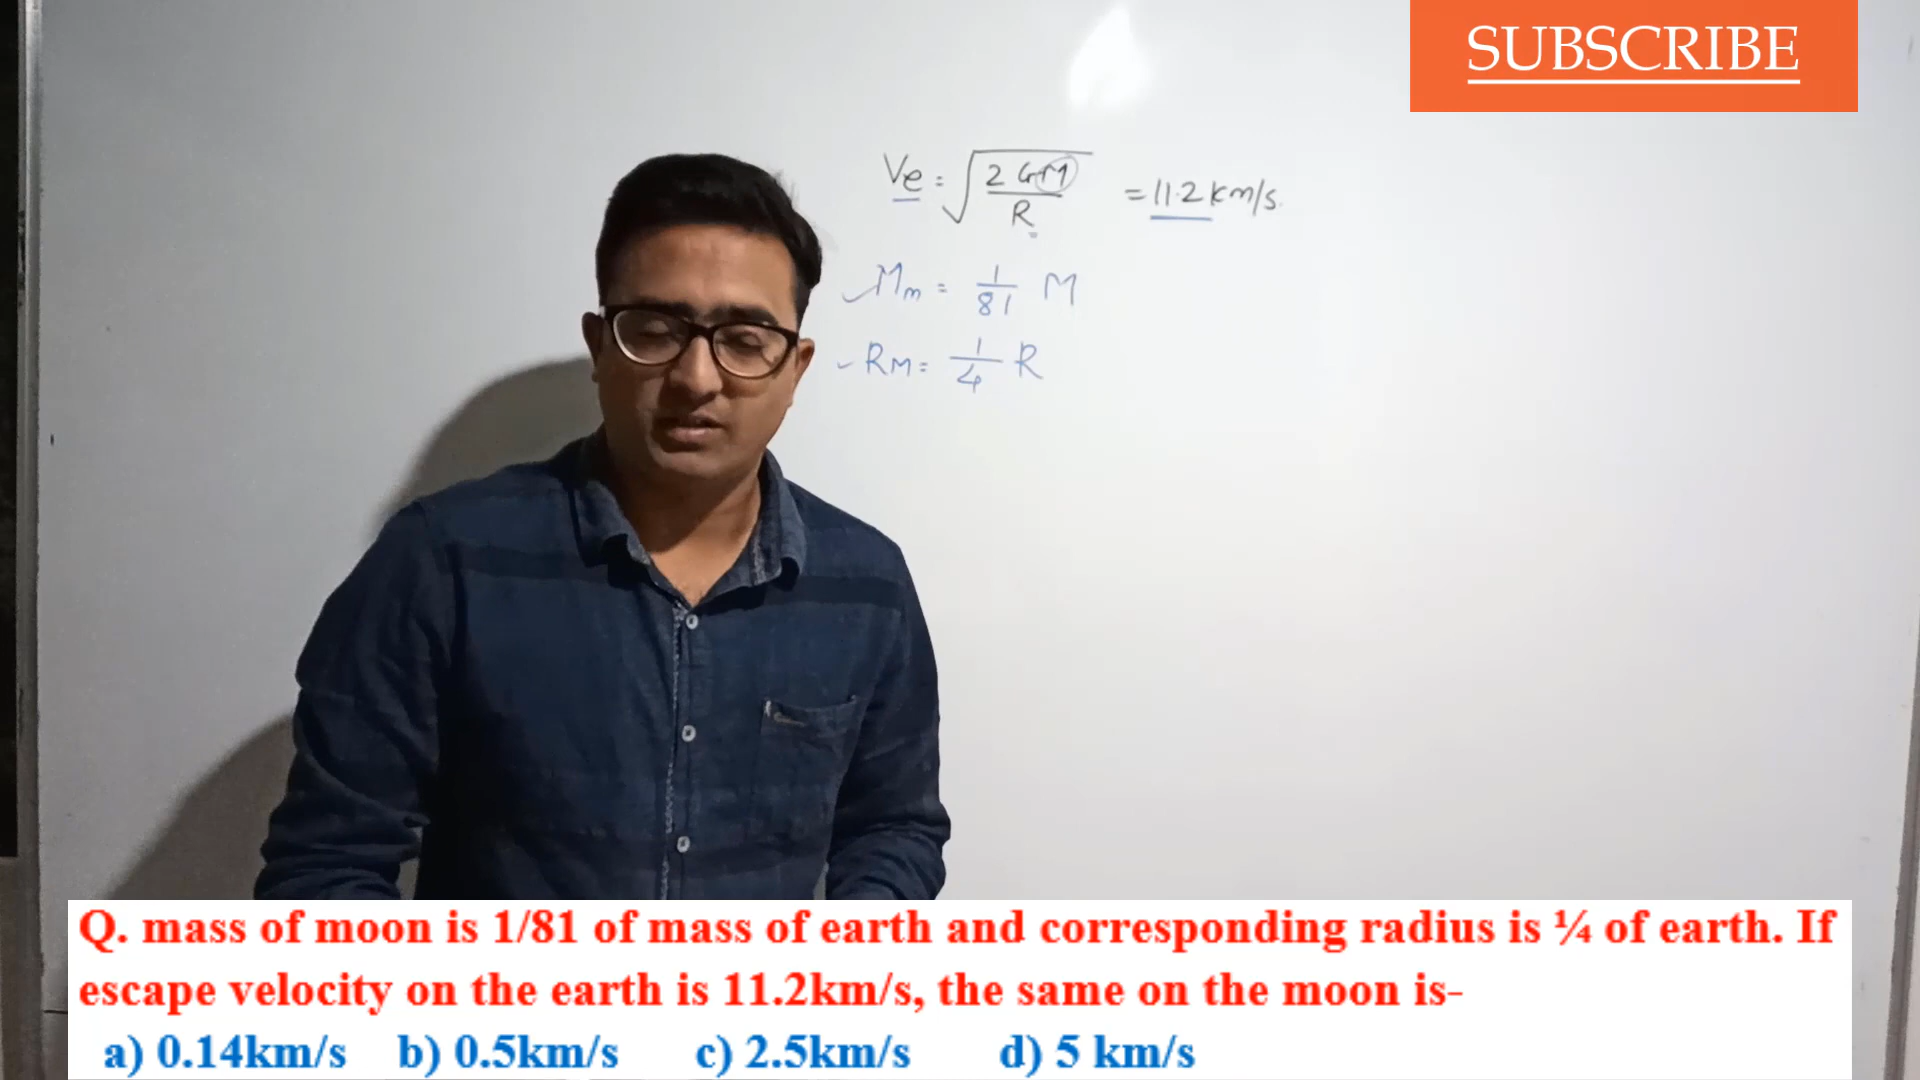 SUBSCRIBE
Ve = √(2GM/R) = 11.2 km/s.
Mm = 1/81 M
RM = 1/4 R
Q. mass of moon is 1/81 of mass of earth and corresponding radius is ¼ of earth. If
escape velocity on the earth is 11.2km/s, the same on the moon is-
a) 0.14km/s b) 0.5km/s c) 2.5km/s d) 5 km/s